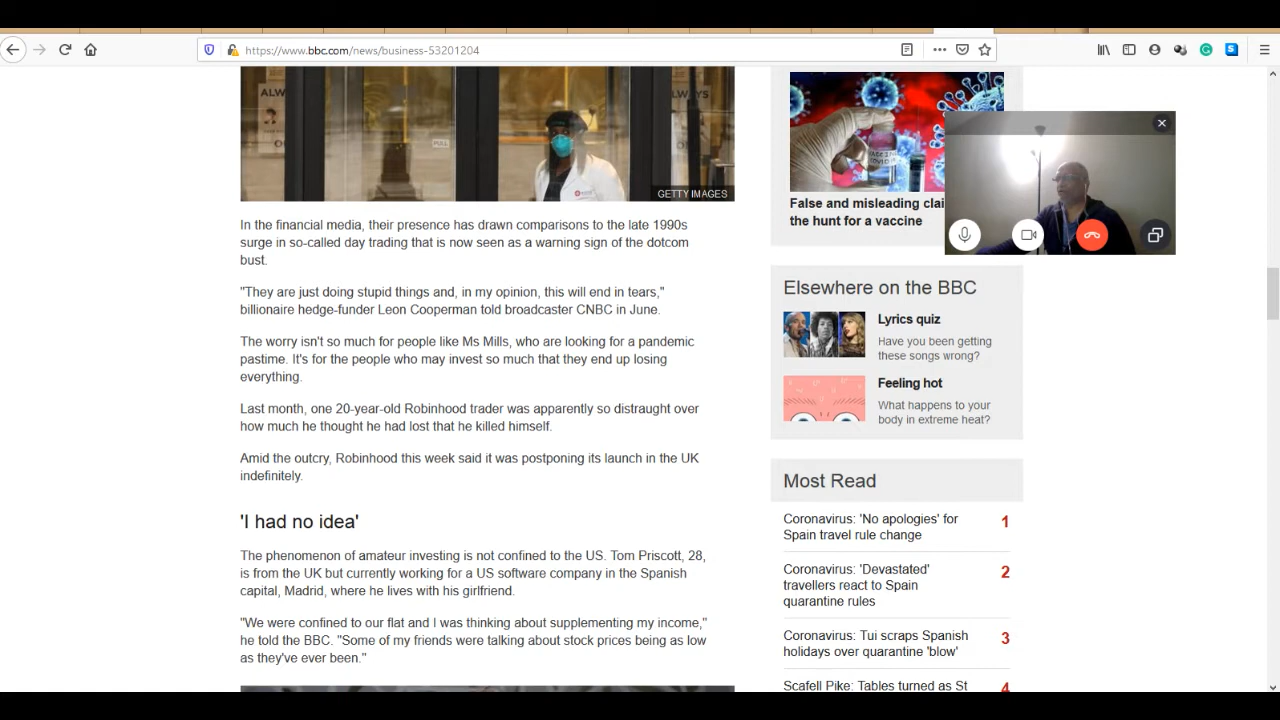 https://www.bbc.com/news/business-53201204
ALW
PULL
WAYS
GETTY IMAGES
In the financial media, their presence has drawn comparisons to the late 1990s
surge in so-called day trading that is now seen as a warning sign of the dotcom
bust.
"They are just doing stupid things and, in my opinion, this will end in tears,"
billionaire hedge-funder Leon Cooperman told broadcaster CNBC in June.
The worry isn't so much for people like Ms Mills, who are looking for a pandemic
pastime. It's for the people who may invest so much that they end up losing
everything.
Last month, one 20-year-old Robinhood trader was apparently so distraught over
how much he thought he had lost that he killed himself.
Amid the outcry, Robinhood this week said it was postponing its launch in the UK
indefinitely.
'I had no idea'
The phenomenon of amateur investing is not confined to the US. Tom Priscott, 28,
is from the UK but currently working for a US software company in the Spanish
capital, Madrid, where he lives with his girlfriend.
"We were confined to our flat and I was thinking about supplementing my income,"
he told the BBC. "Some of my friends were talking about stock prices being as low
as they've ever been."
False and misleading clai
the hunt for a vaccine
Elsewhere on the BBC
Lyrics quiz
Have you been getting
these songs wrong?
Feeling hot
What happens to your
body in extreme heat?
Most Read
Coronavirus: 'No apologies' for
Spain travel rule change
1
Coronavirus: 'Devastated'
travellers react to Spain
quarantine rules
2
Coronavirus: Tui scraps Spanish
holidays over quarantine 'blow'
3
Scafell Pike: Tables turned as St
4